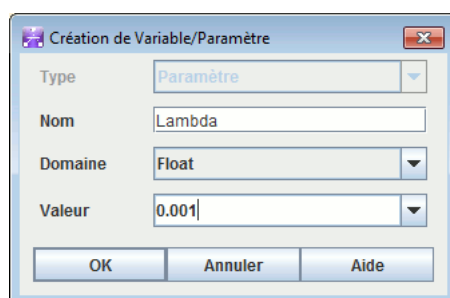 Création de Variable/Paramètre
Type Paramètre
Nom Lambda
Domaine Float
Valeur 0.001
OK Annuler Aide